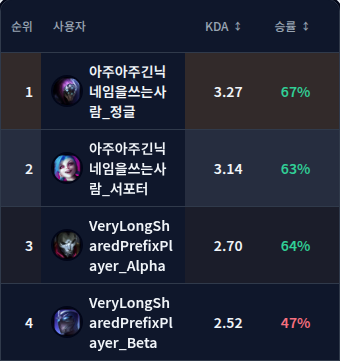 순위 사용자 KDA ↕ 승률 ↕
아주아주긴닉
1 네임을쓰는사 3.27 67%
람_정글
아주아주긴닉
2 네임을쓰는사 3.14 63%
람_서포터
VeryLongSh
3 aredPrefixPl 2.70 64%
ayer_Alpha
VeryLongSh
4 aredPrefixPl 2.52 47%
ayer_Beta